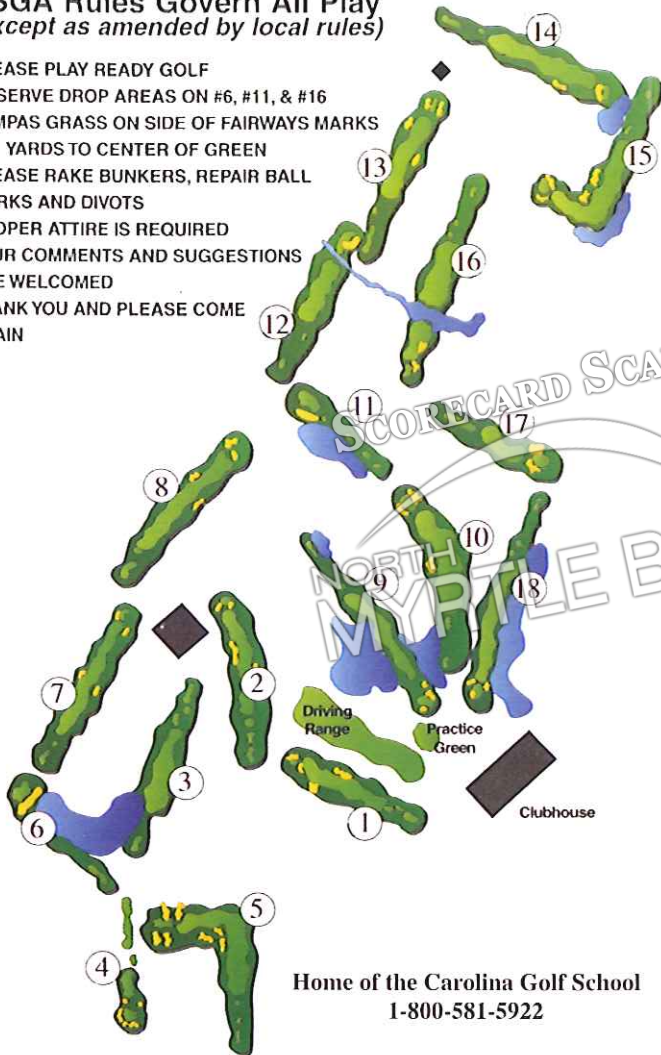 SGA Rules Govern All Play
xcept as amended by local rules)
EASE PLAY READY GOLF
SERVE DROP AREAS ON #6, #11, & #16
MPAS GRASS ON SIDE OF FAIRWAYS MARKS
YARDS TO CENTER OF GREEN
EASE RAKE BUNKERS, REPAIR BALL
RKS AND DIVOTS
OPER ATTIRE IS REQUIRED
UR COMMENTS AND SUGGESTIONS
E WELCOMED
ANK YOU AND PLEASE COME
AIN
14
13
15
16
12
11
SCORECARD SCA
17
8
10
9
18
NORTH
MYRTLE B
7
2
Driving
Range
Practice
Green
3
Clubhouse
1
6
5
4
Home of the Carolina Golf School
1-800-581-5922